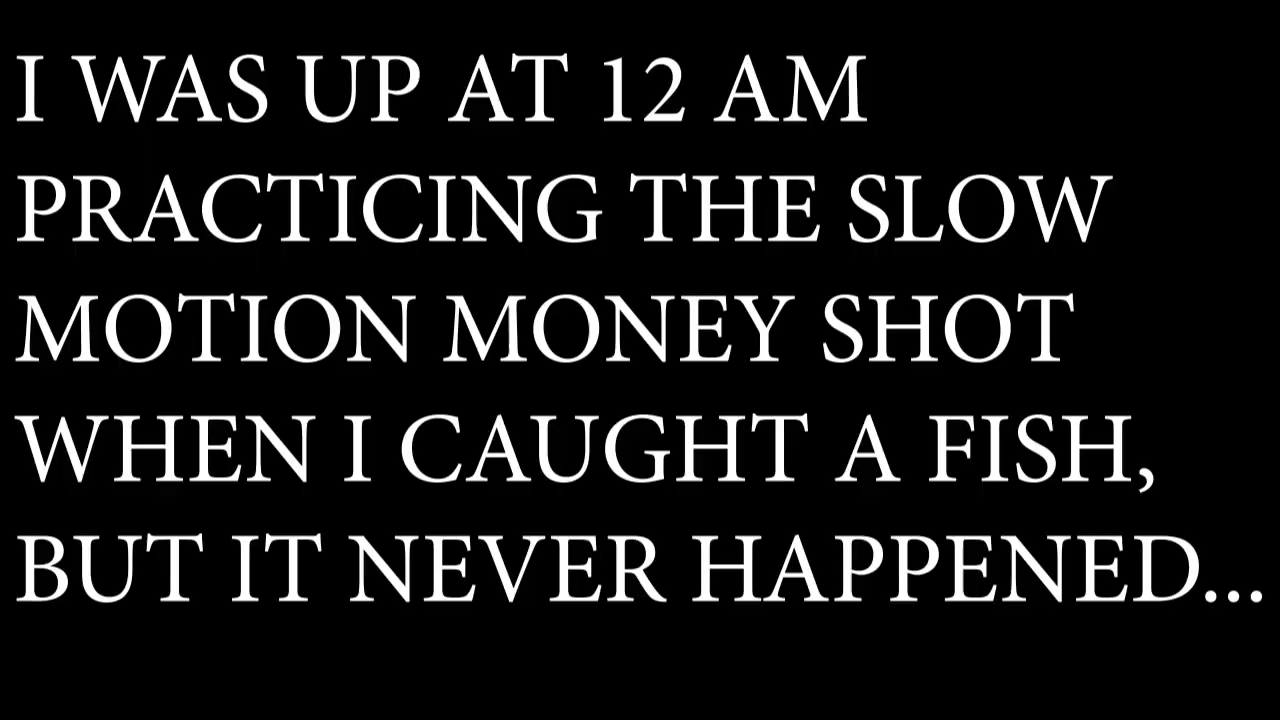 I WAS UP AT 12 AM
PRACTICING THE SLOW
MOTION MONEY SHOT
WHEN I CAUGHT A FISH,
BUT IT NEVER HAPPENED...